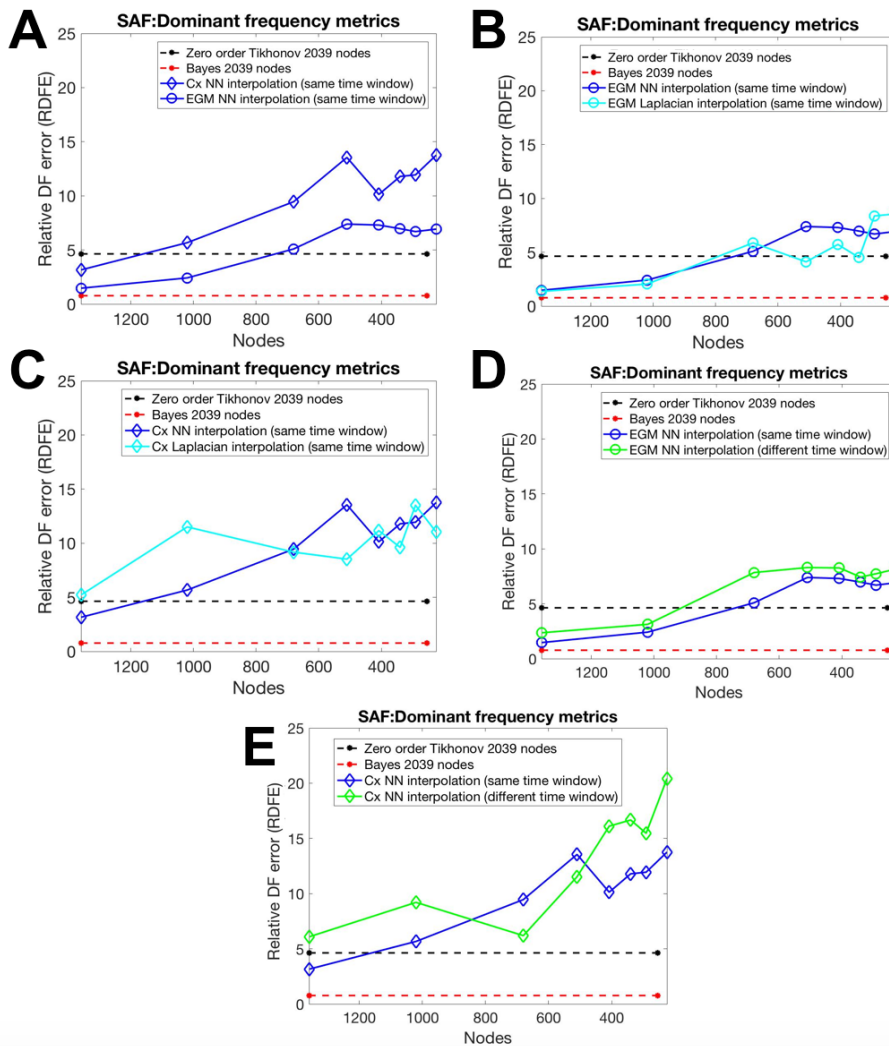 A
SAF:Dominant frequency metrics
Zero order Tikhonov 2039 nodes
Bayes 2039 nodes
Cx NN interpolation (same time window)
EGM NN interpolation (same time window)
Relative DF error (RDFE)
25
20
15
10
5
0
1200 1000 800 600 400
Nodes
B
SAF:Dominant frequency metrics
Zero order Tikhonov 2039 nodes
Bayes 2039 nodes
EGM NN interpolation (same time window)
EGM Laplacian interpolation (same time window)
Relative DF error (RDFE)
25
20
15
10
5
0
1200 1000 800 600 400
Nodes
C
SAF:Dominant frequency metrics
Zero order Tikhonov 2039 nodes
Bayes 2039 nodes
Cx NN interpolation (same time window)
Cx Laplacian interpolation (same time window)
Relative DF error (RDFE)
25
20
15
10
5
0
1200 1000 800 600 400
Nodes
D
SAF:Dominant frequency metrics
Zero order Tikhonov 2039 nodes
Bayes 2039 nodes
EGM NN interpolation (same time window)
EGM NN interpolation (different time window)
Relative DF error (RDFE)
25
20
15
10
5
0
1200 1000 800 600 400
Nodes
E
SAF:Dominant frequency metrics
Zero order Tikhonov 2039 nodes
Bayes 2039 nodes
Cx NN interpolation (same time window)
Cx NN interpolation (different time window)
Relative DF error (RDFE)
25
20
15
10
5
0
1200 1000 800 600 400
Nodes